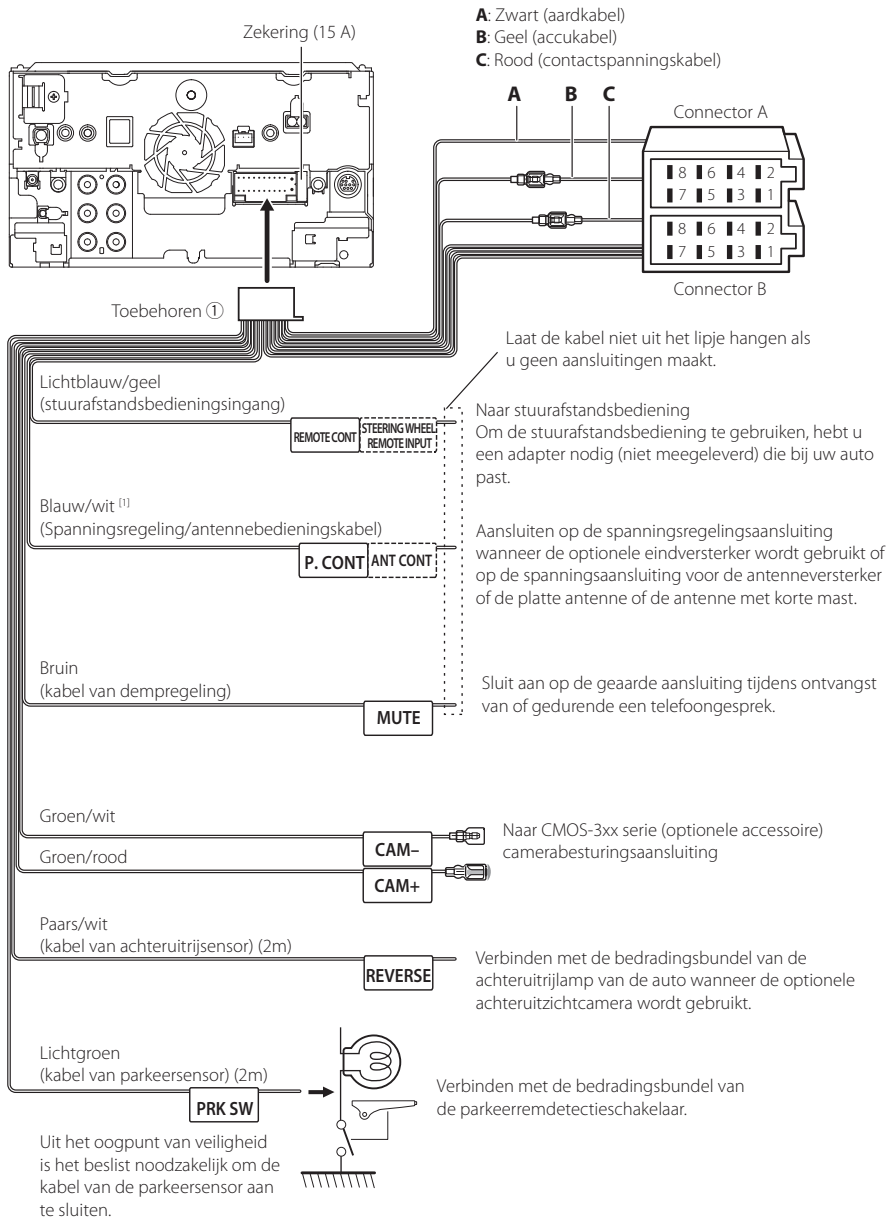 Zekering (15 A)
A: Zwart (aardkabel)
B: Geel (accukabel)
C: Rood (contactspanningskabel)
A B C
Connector A
8 6 4 2
7 5 3 1
8 6 4 2
7 5 3 1
Connector B
Toebehoren ①
Laat de kabel niet uit het lipje hangen als
u geen aansluitingen maakt.
Lichtblauw/geel
(stuurafstandsbedieningsingang)
REMOTE CONT
STEERING WHEEL
REMOTE INPUT
Naar stuurafstandsbediening
Om de stuurafstandsbediening te gebruiken, hebt u
een adapter nodig (niet meegeleverd) die bij uw auto
past.
Blauw/wit [1]
(Spanningsregeling/antennebedieningskabel)
P. CONT
ANT CONT
Aansluiten op de spanningsregelingsaansluiting
wanneer de optionele eindversterker wordt gebruikt of
op de spanningsaansluiting voor de antenneversterker
of de platte antenne of de antenne met korte mast.
Bruin
(kabel van dempregeling)
MUTE
Sluit aan op de geaarde aansluiting tijdens ontvangst
van of gedurende een telefoongesprek.
Groen/wit
CAM–
Groen/rood
CAM+
Naar CMOS-3xx serie (optionele accessoire)
camerabesturingsaansluiting
Paars/wit
(kabel van achteruitrijsensor) (2m)
REVERSE
Verbinden met de bedradingsbundel van de
achteruitrijlamp van de auto wanneer de optionele
achteruitzichtcamera wordt gebruikt.
Lichtgroen
(kabel van parkeersensor) (2m)
PRK SW
Verbinden met de bedradingsbundel van
de parkeerremdetectieschakelaar.
Uit het oogpunt van veiligheid
is het beslist noodzakelijk om de
kabel van de parkeersensor aan
te sluiten.